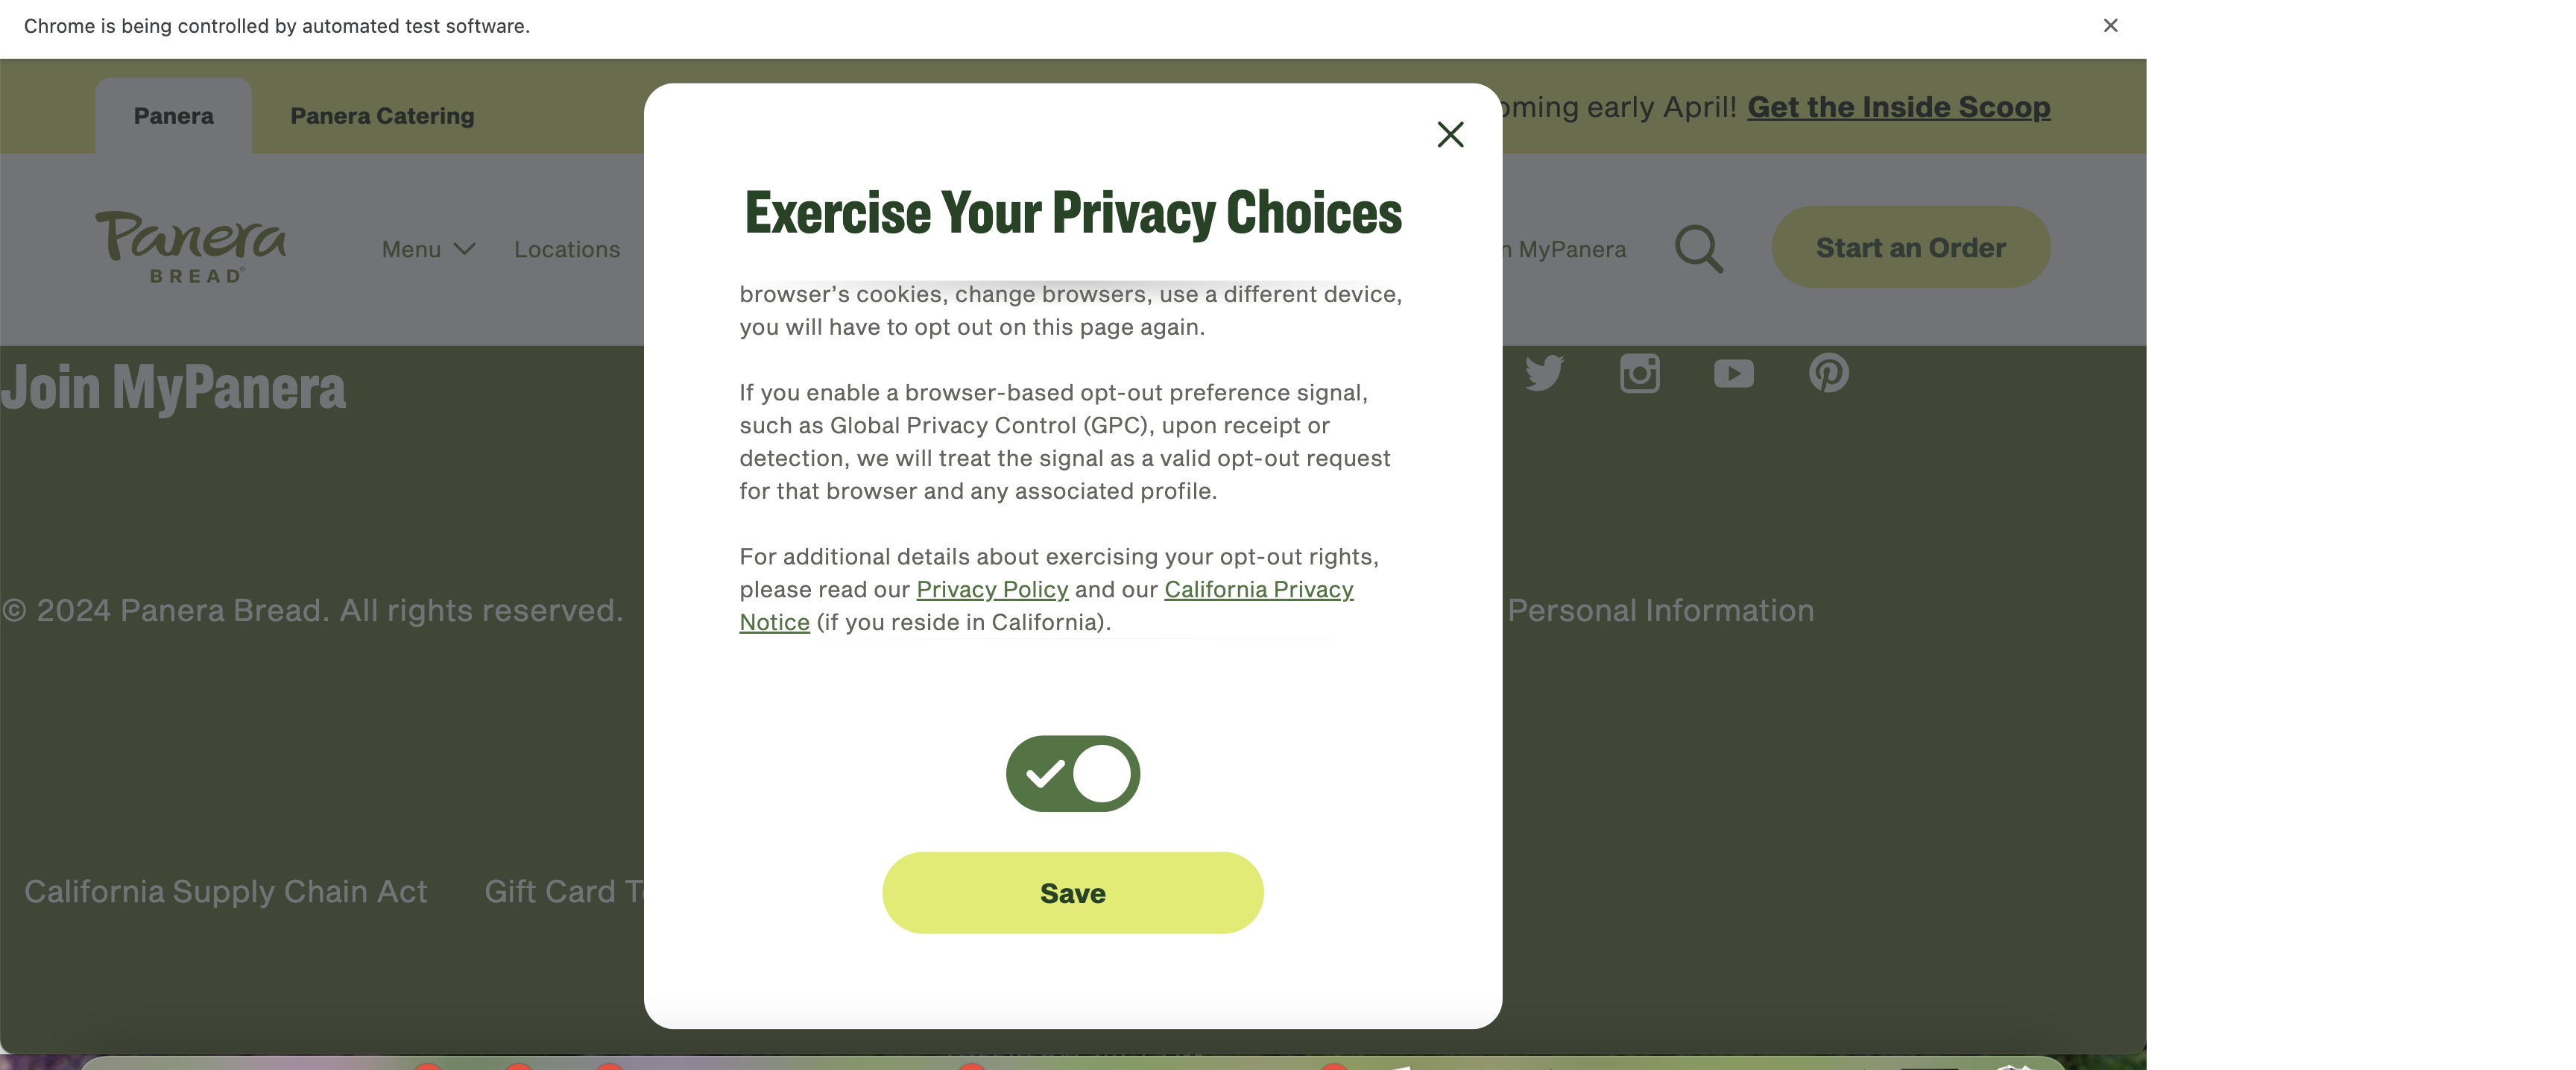 Chrome is being controlled by automated test software.
Panera
Panera Catering
oming early April! Get the Inside Scoop
Panera
BREAD®
Menu
Locations
n MyPanera
Start an Order
Exercise Your Privacy Choices
browser’s cookies, change browsers, use a different device,
you will have to opt out on this page again.
If you enable a browser-based opt-out preference signal,
such as Global Privacy Control (GPC), upon receipt or
detection, we will treat the signal as a valid opt-out request
for that browser and any associated profile.
For additional details about exercising your opt-out rights,
please read our Privacy Policy and our California Privacy
Notice (if you reside in California).
Save
Join MyPanera
© 2024 Panera Bread. All rights reserved.
Personal Information
California Supply Chain Act
Gift Card T